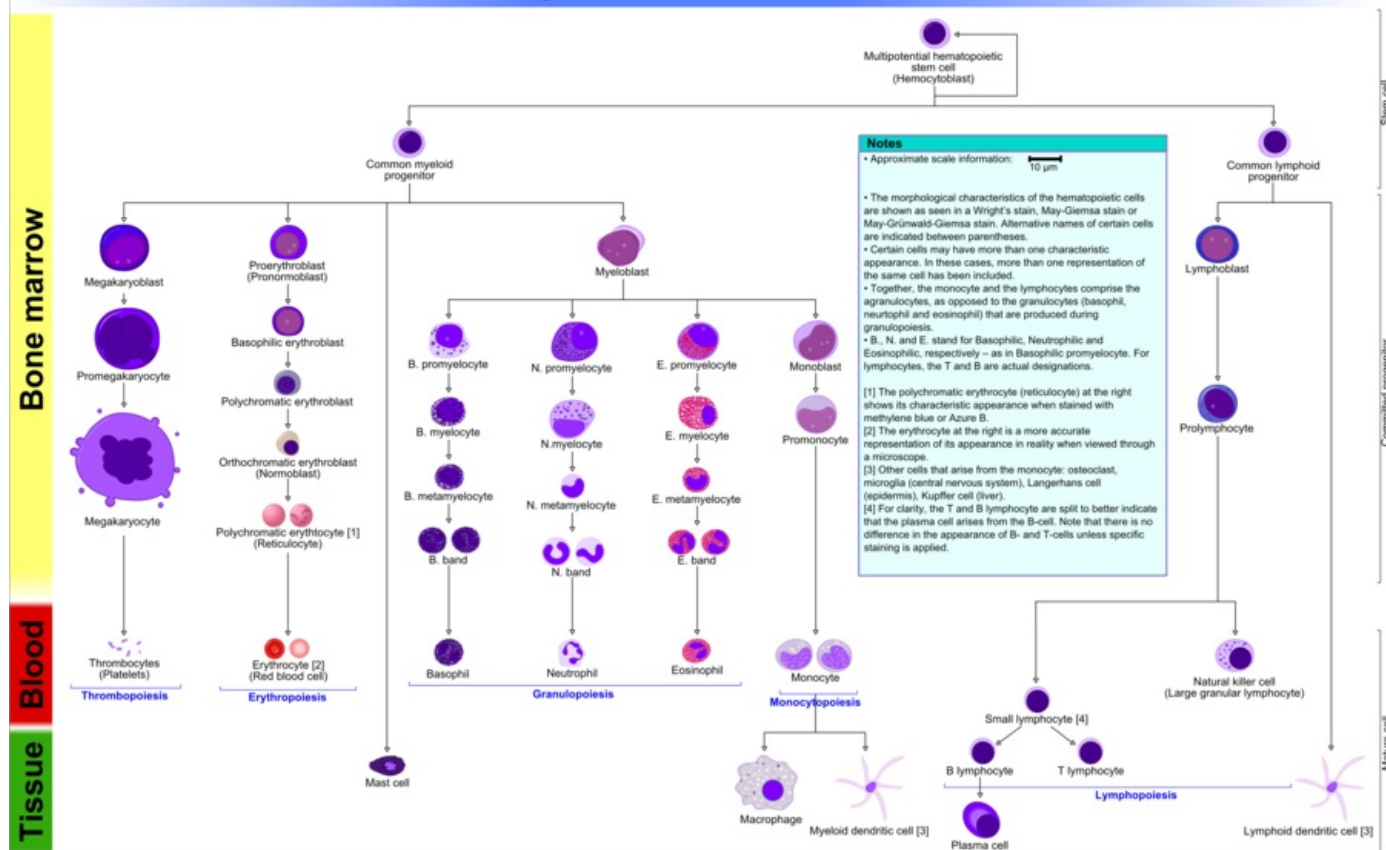 Multipotential hematopoietic
stem cell
(Hemocytoblast)
Common myeloid
progenitor
Common lymphoid
progenitor
Notes
• Approximate scale information:
10 µm
• The morphological characteristics of the hematopoietic cells
are shown as seen in a Wright's stain, May-Giemsa stain or
May-Grünwald-Giemsa stain. Alternative names of certain cells
are indicated between parentheses.
• Certain cells may have more than one characteristic
appearance. In these cases, more than one representation of
the same cell has been included.
• Together, the monocyte and the lymphocytes comprise the
agranulocytes, as opposed to the granulocytes (basophil,
neurtophil and eosinophil) that are produced during
granulopoiesis.
• B., N. and E. stand for Basophilic, Neutrophilic and
Eosinophilic, respectively – as in Basophilic promyelocyte. For
lymphocytes, the T and B are actual designations.
[1] The polychromatic erythrocyte (reticulocyte) at the right
shows its characteristic appearance when stained with
methylene blue or Azure B.
[2] The erythrocyte at the right is a more accurate
representation of its appearance in reality when viewed through
a microscope.
[3] Other cells that arise from the monocyte: osteoclast,
microglia (central nervous system), Langerhans cell
(epidermis), Kupffer cell (liver).
[4] For clarity, the T and B lymphocyte are split to better indicate
that the plasma cell arises from the B-cell. Note that there is no
difference in the appearance of B- and T-cells unless specific
staining is applied.
Bone marrow
Blood
Tissue
Megakaryoblast
Promegakaryocyte
Megakaryocyte
Thrombocytes
(Platelets)
Thrombopoiesis
Proerythroblast
(Pronormoblast)
Basophilic erythroblast
Polychromatic erythroblast
Orthochromatic erythroblast
(Normoblast)
Polychromatic erythtocyte [1]
(Reticulocyte)
Erythrocyte [2]
(Red blood cell)
Erythropoiesis
Mast cell
Myeloblast
B. promyelocyte
B. myelocyte
B. metamyelocyte
B. band
Basophil
N. promyelocyte
N.myelocyte
N. metamyelocyte
N. band
Neutrophil
E. promyelocyte
E. myelocyte
E. metamyelocyte
E. band
Eosinophil
Granulopoiesis
Monoblast
Promonocyte
Monocyte
Monocytopoiesis
Macrophage
Myeloid dendritic cell [3]
Lymphoblast
Prolymphocyte
Natural killer cell
(Large granular lymphocyte)
Small lymphocyte [4]
B lymphocyte
T lymphocyte
Lymphopoiesis
Plasma cell
Lymphoid dendritic cell [3]